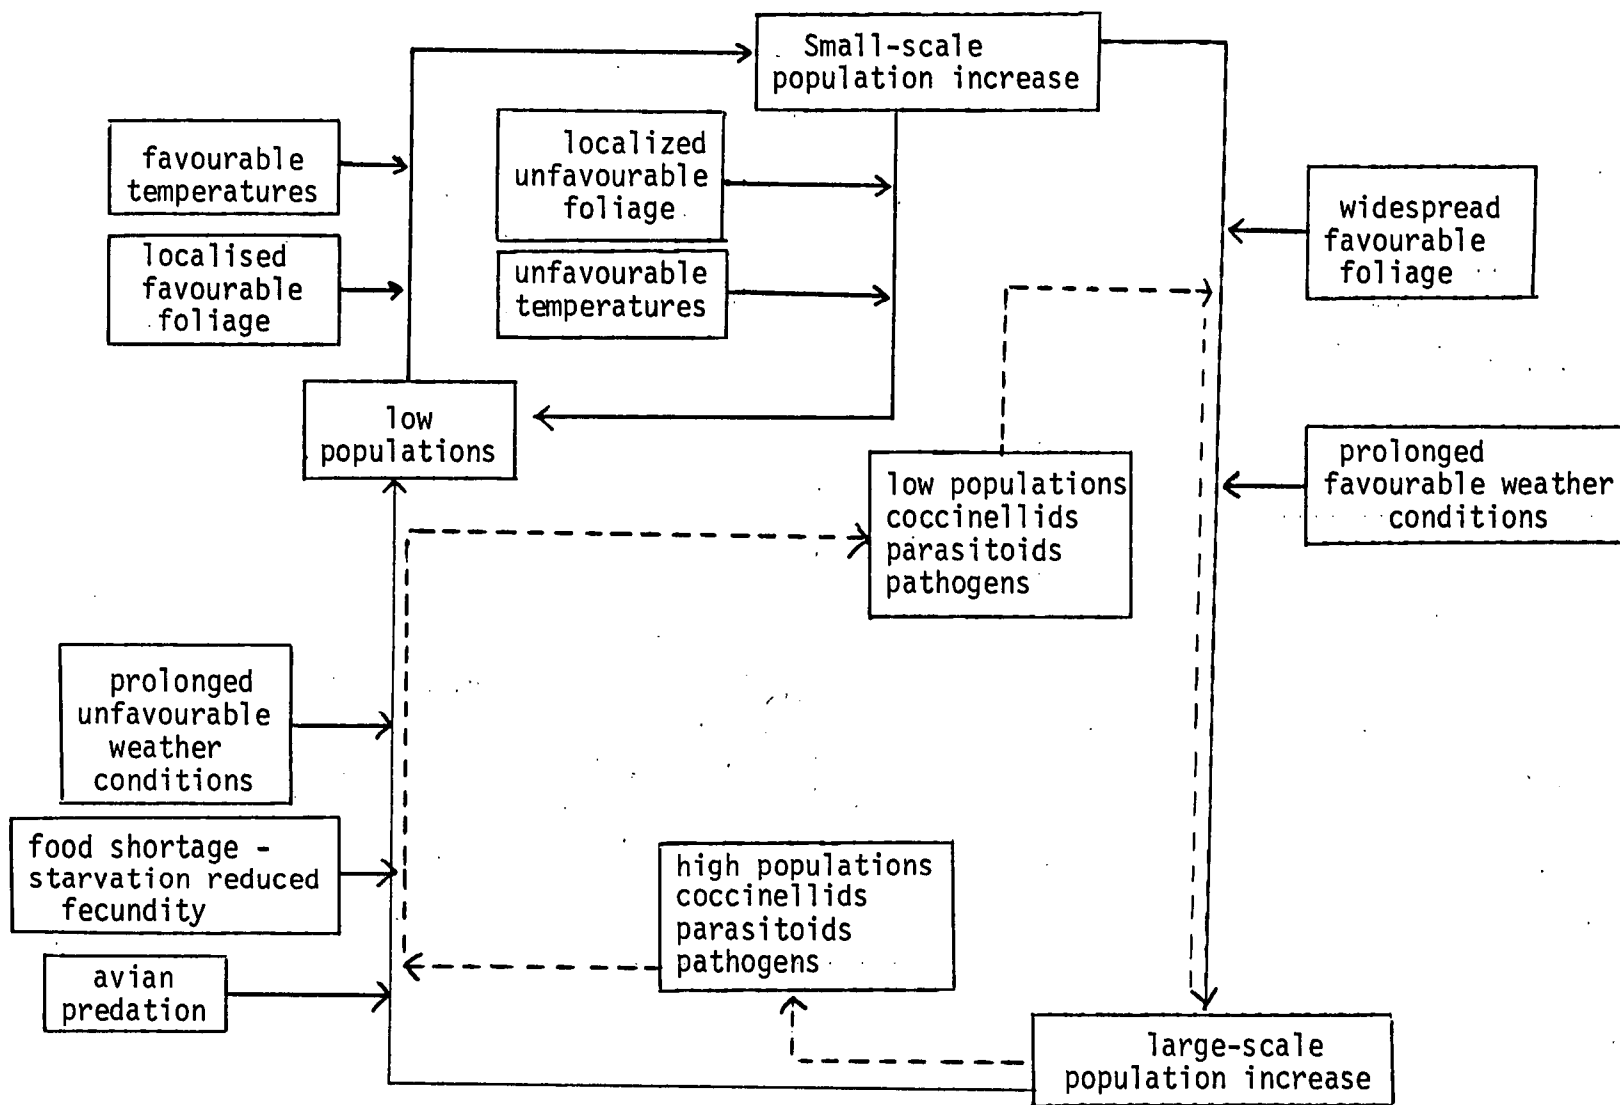 Small-scale
population increase
favourable
temperatures
localized
unfavourable
foliage
widespread
favourable
foliage
localised
favourable
foliage
unfavourable
temperatures
low
populations
prolonged
favourable weather
conditions
low populations
coccinellids
parasitoids
pathogens
prolonged
unfavourable
weather
conditions
food shortage -
starvation reduced
fecundity
high populations
coccinellids
parasitoids
pathogens
avian
predation
large-scale
population increase